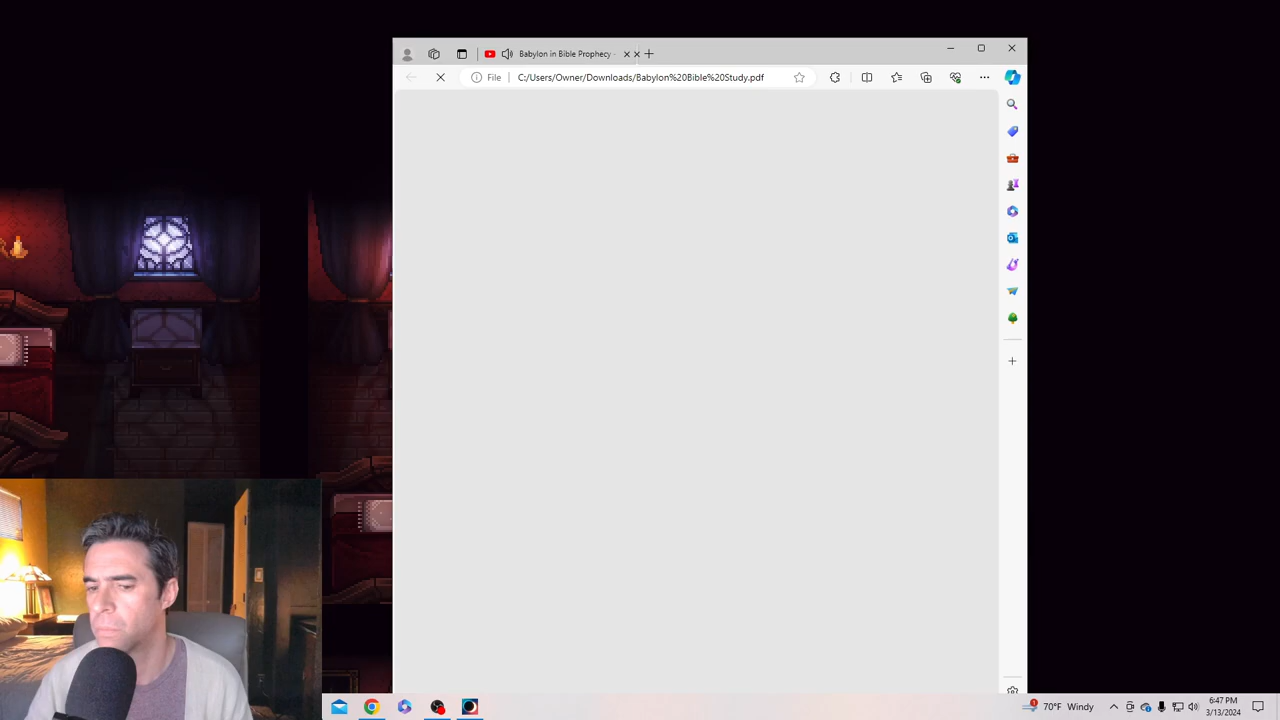 Babylon in Bible Prophecy
File
C:/Users/Owner/Downloads/Babylon%20Bible%20Study.pdf
70°F Windy
6:47 PM
3/13/2024